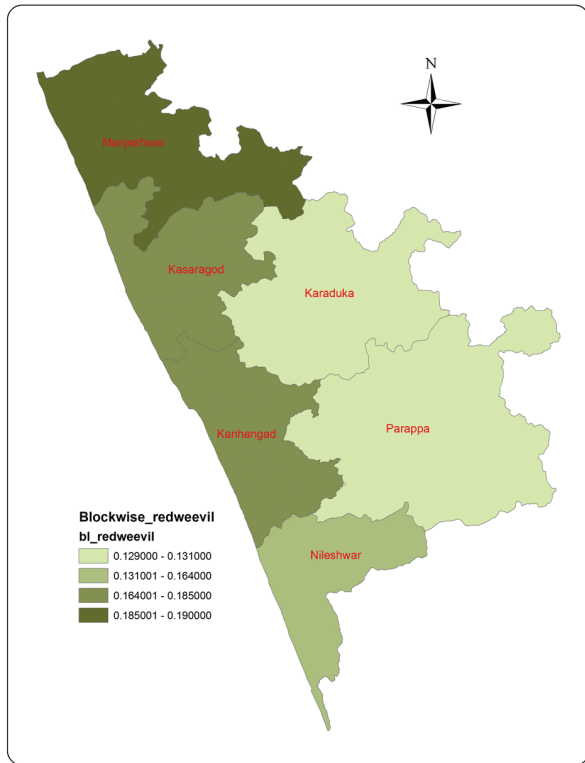 N
Manjeshwar
Kasaragod
Karaduka
Kanhangad
Parappa
Blockwise_redweevil
bl_redweevil
0.129000 - 0.131000
0.131001 - 0.164000
0.164001 - 0.185000
0.185001 - 0.190000
Nileshwar